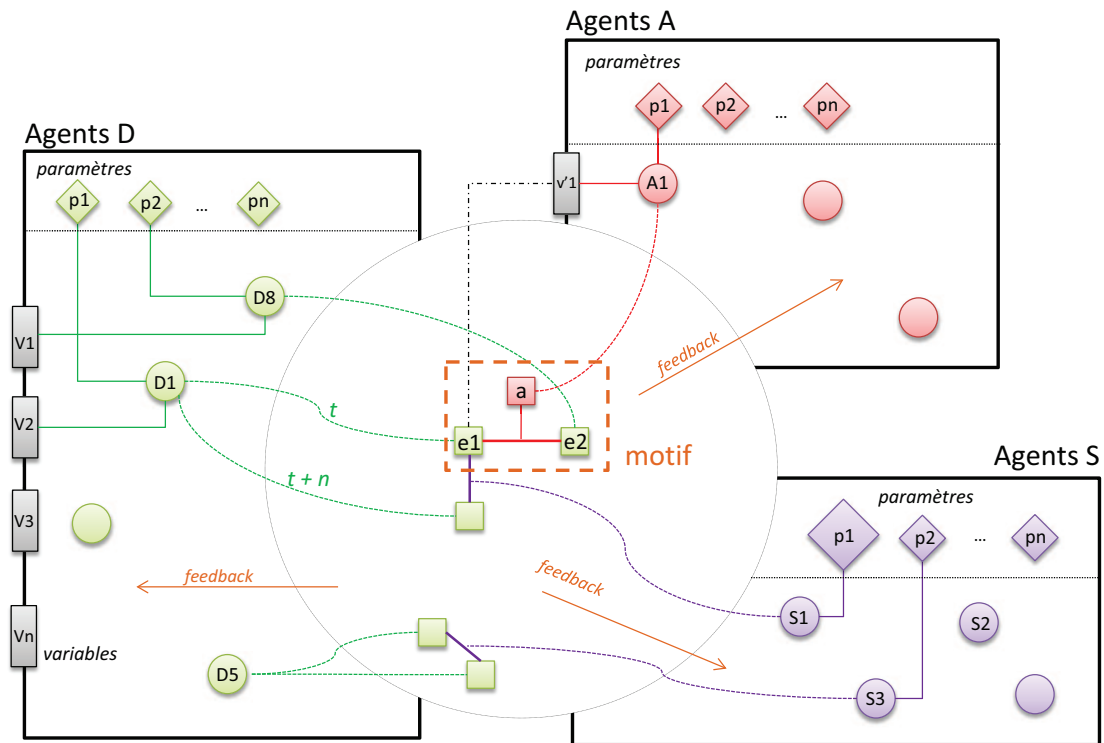 Agents A
paramètres
p1 p2 ... pn
v'1
A1
Agents D
paramètres
p1 p2 ... pn
D8
V1
D1
V2
V3
Vn
variables
D5
t
t + n
a
e1
e2
motif
feedback
feedback
feedback
Agents S
paramètres
p1 p2 ... pn
S1
S2
S3